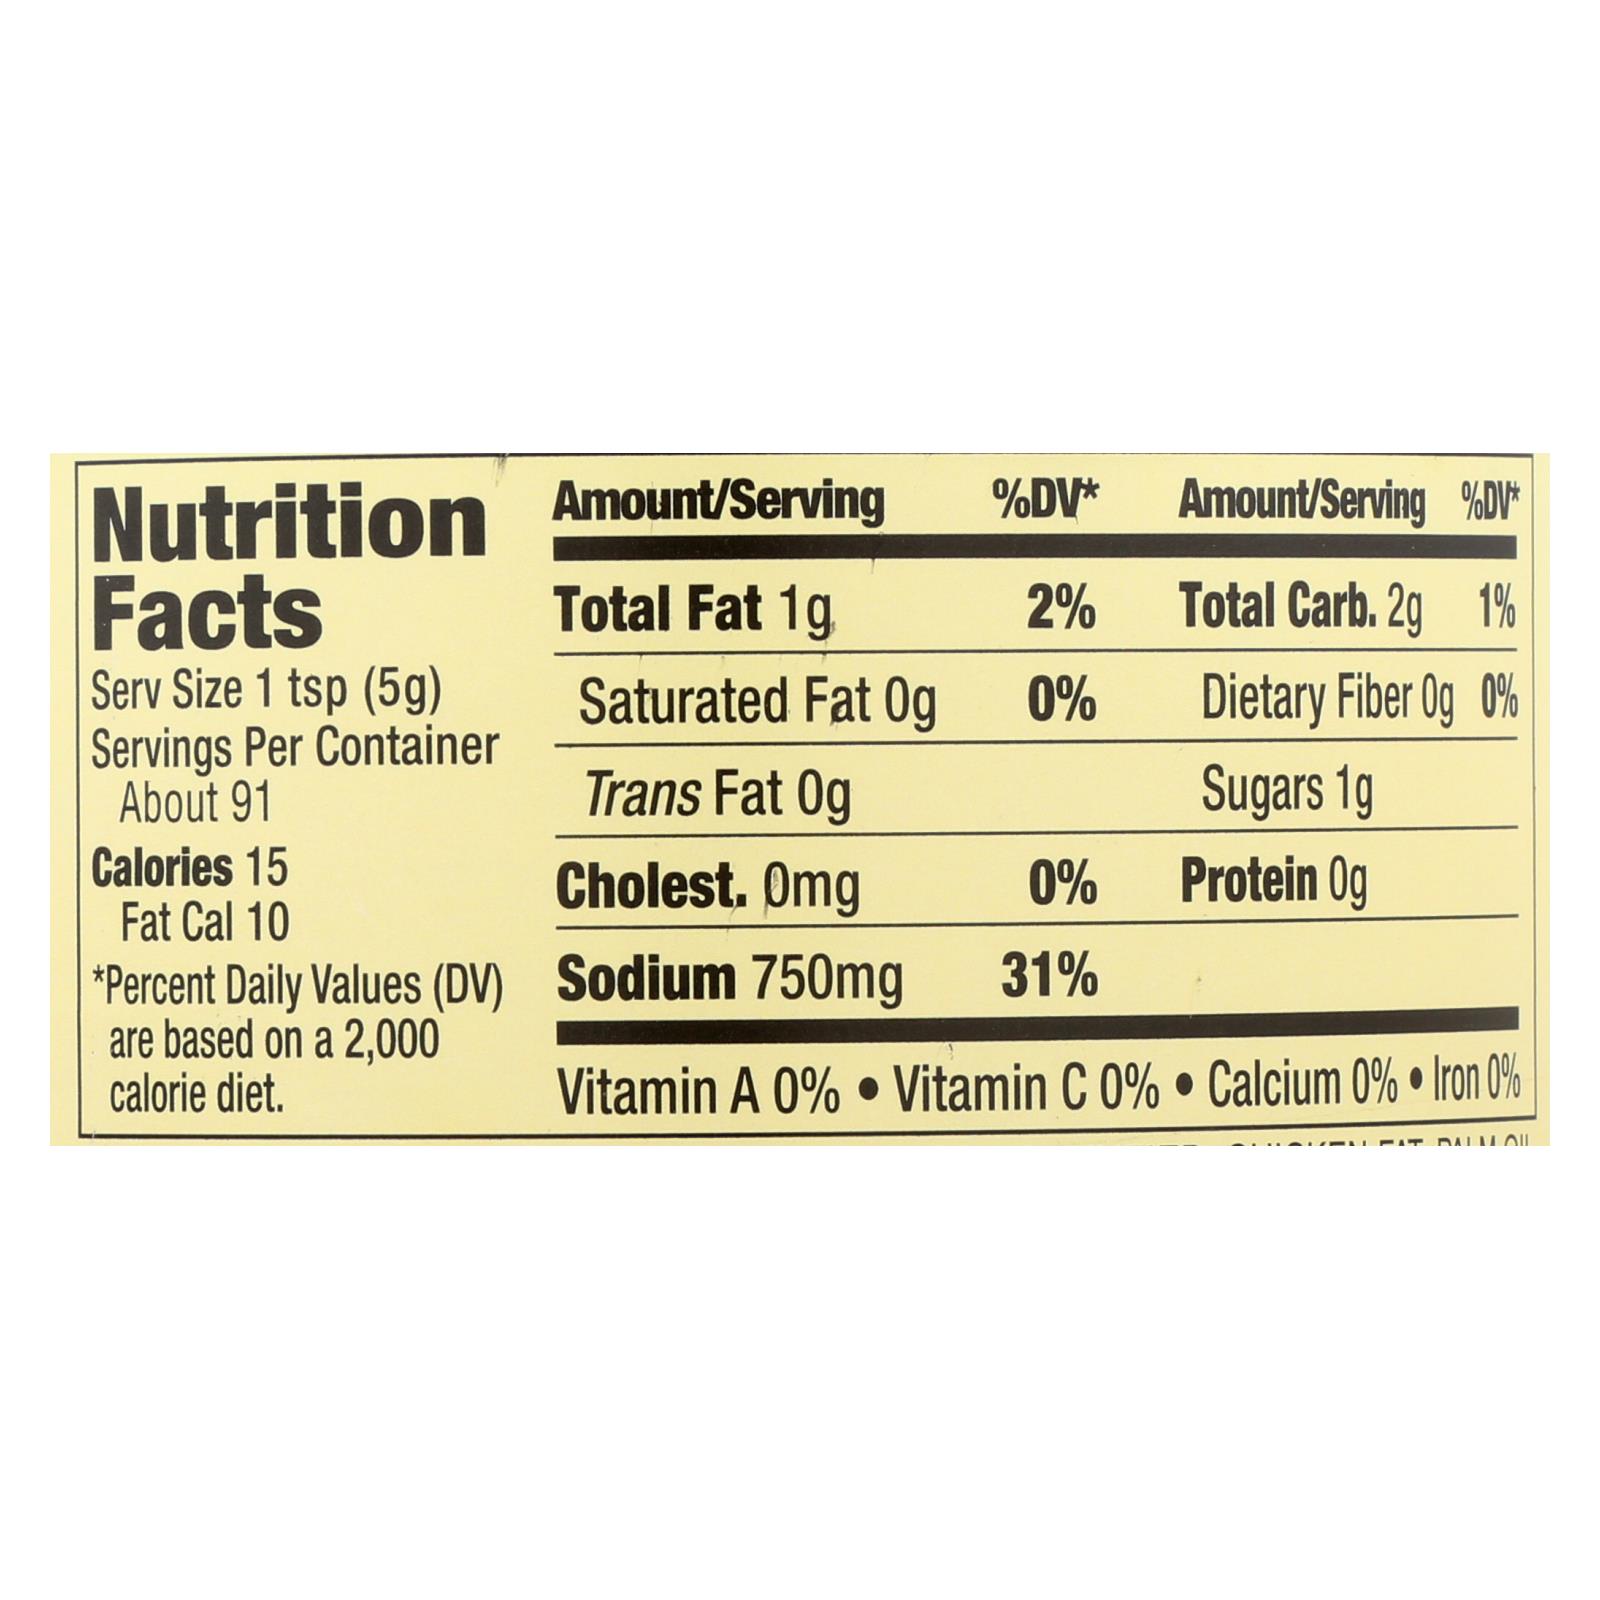 Nutrition
Facts
Serv Size 1 tsp (5g)
Servings Per Container
About 91
Calories 15
Fat Cal 10
*Percent Daily Values (DV)
are based on a 2,000
calorie diet.
Amount/Serving %DV* Amount/Serving %DV*
Total Fat 1g 2% Total Carb. 2g 1%
Saturated Fat 0g 0% Dietary Fiber 0g 0%
Trans Fat 0g Sugars 1g
Cholest. 0mg 0% Protein 0g
Sodium 750mg 31%
Vitamin A 0% • Vitamin C 0% • Calcium 0% • Iron 0%
CHICKEN FAT, PALM OIL